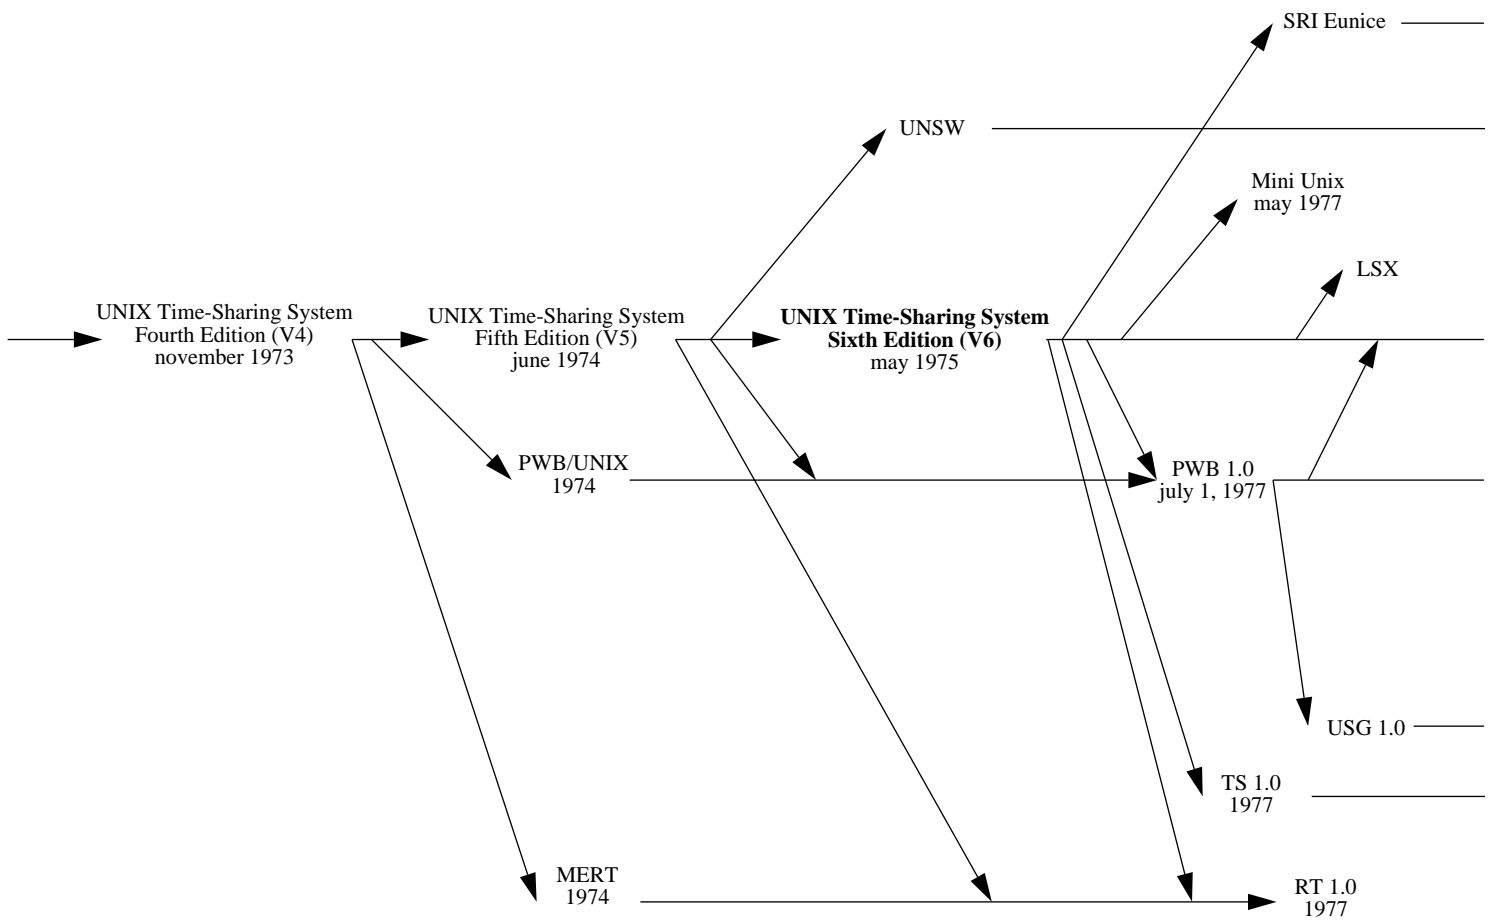 SRI Eunice
UNSW
Mini Unix
may 1977
LSX
UNIX Time-Sharing System
Fourth Edition (V4)
november 1973
UNIX Time-Sharing System
Fifth Edition (V5)
june 1974
UNIX Time-Sharing System
Sixth Edition (V6)
may 1975
PWB/UNIX
1974
PWB 1.0
july 1, 1977
USG 1.0
TS 1.0
1977
MERT
1974
RT 1.0
1977